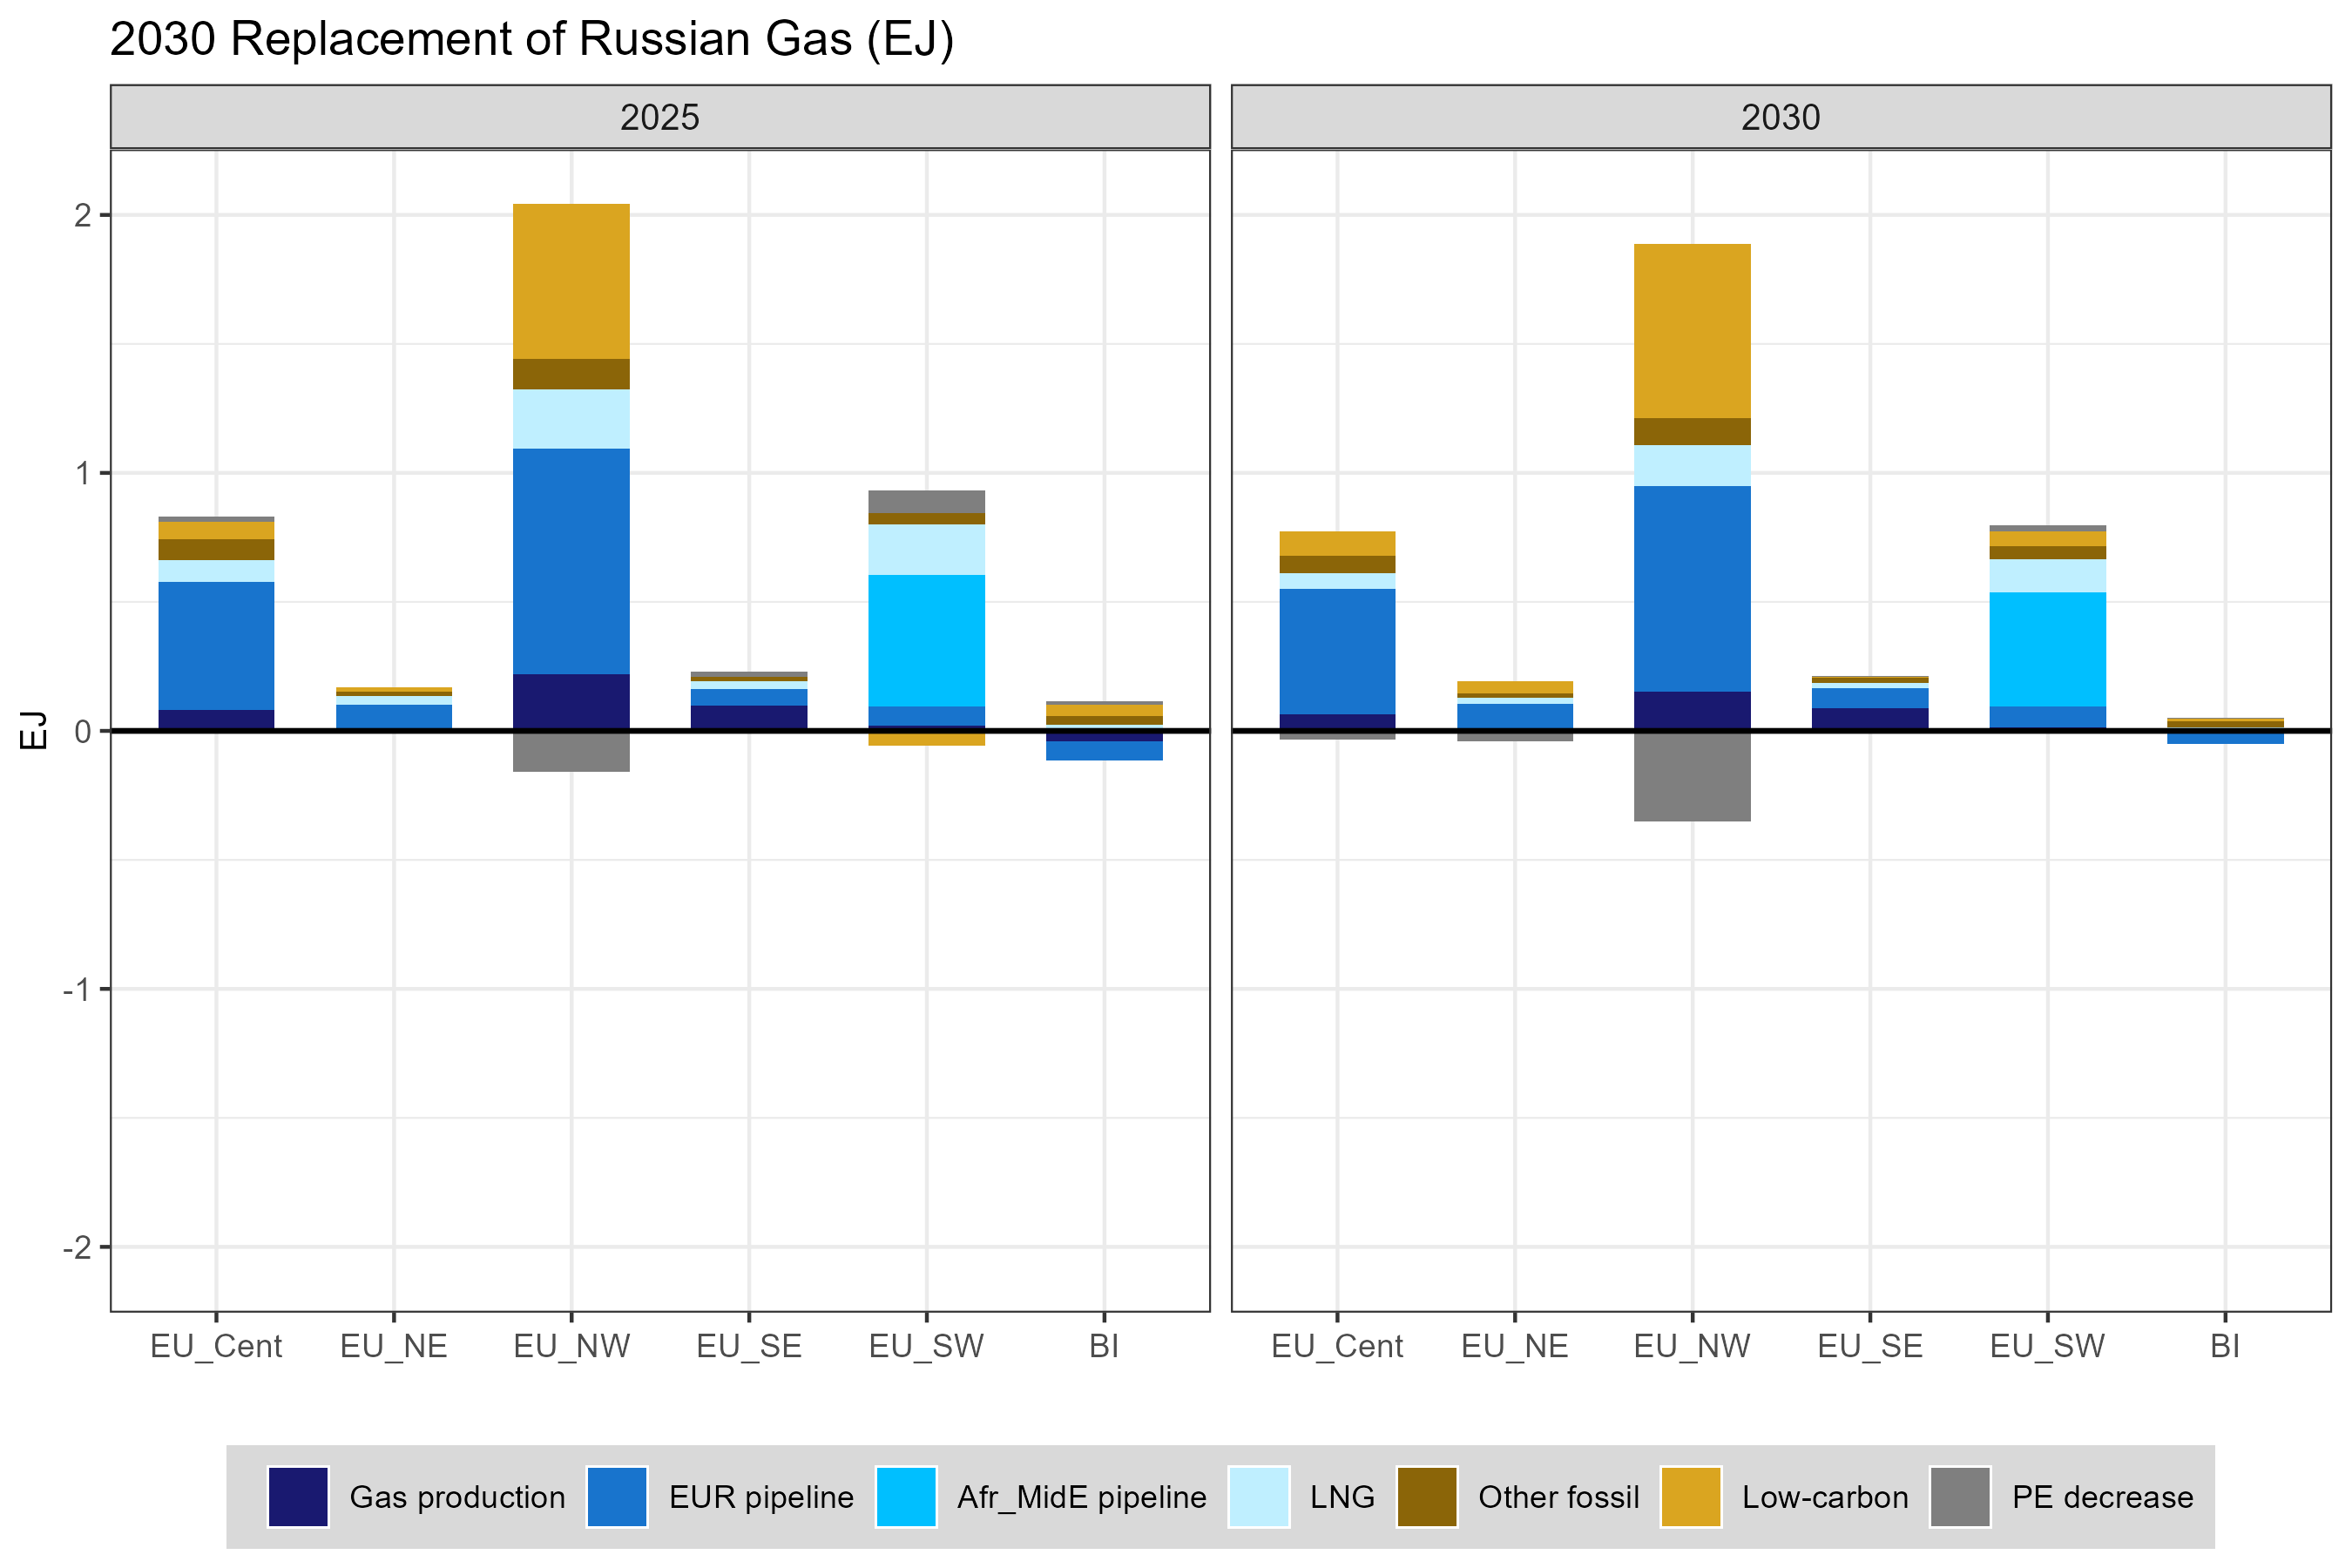 2030 Replacement of Russian Gas (EJ)
2025
2030
EJ
2
1
0
-1
-2
EU_Cent EU_NE EU_NW EU_SE EU_SW BI
EU_Cent EU_NE EU_NW EU_SE EU_SW BI
Gas production EUR pipeline Afr_MidE pipeline LNG Other fossil Low-carbon PE decrease